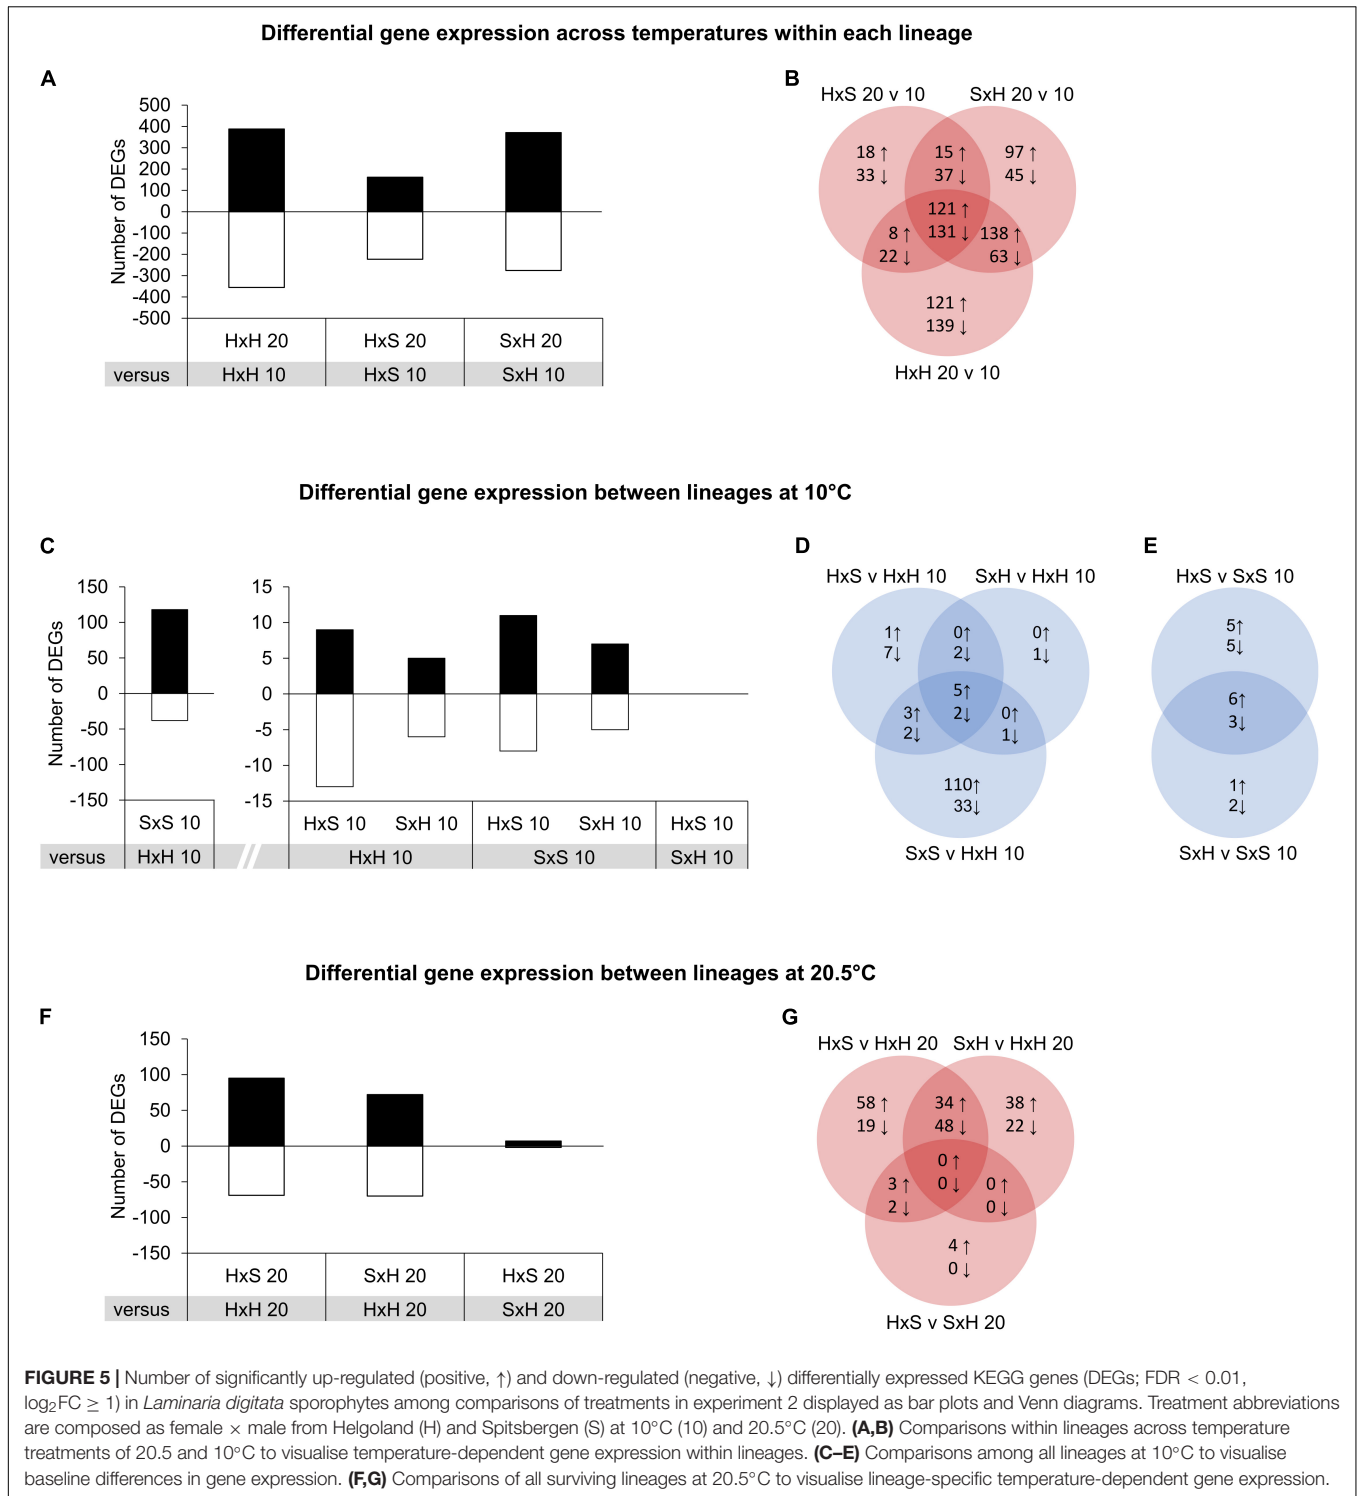 Differential gene expression across temperatures within each lineage
A
500
400
300
200
100
0
-100
-200
-300
-400
-500
Number of DEGs
HxH 20
HxS 20
SxH 20
versus
HxH 10
HxS 10
SxH 10
B
HxS 20 v 10
SxH 20 v 10
18 ↑
33 ↓
15 ↑
37 ↓
97 ↑
45 ↓
121 ↑
131 ↓
8 ↑
22 ↓
138 ↑
63 ↓
121 ↑
139 ↓
HxH 20 v 10
Differential gene expression between lineages at 10°C
C
150
100
50
0
-50
-100
-150
Number of DEGs
15
10
5
0
-5
-10
-15
SxS 10
HxS 10
SxH 10
HxS 10
SxH 10
HxS 10
versus
HxH 10
HxH 10
SxS 10
SxH 10
D
HxS v HxH 10
SxH v HxH 10
1↑
7↓
0↑
2↓
0↑
1↓
5↑
2↓
3↑
2↓
0↑
1↓
110↑
33↓
SxS v HxH 10
E
HxS v SxS 10
5↑
5↓
6↑
3↓
1↑
2↓
SxH v SxS 10
Differential gene expression between lineages at 20.5°C
F
150
100
50
0
-50
-100
-150
Number of DEGs
HxS 20
SxH 20
HxS 20
versus
HxH 20
HxH 20
SxH 20
G
HxS v HxH 20
SxH v HxH 20
58 ↑
19 ↓
34 ↑
48 ↓
38 ↑
22 ↓
0 ↑
0 ↓
3 ↑
2 ↓
0 ↑
0 ↓
4 ↑
0 ↓
HxS v SxH 20
FIGURE 5 | Number of significantly up-regulated (positive, ↑) and down-regulated (negative, ↓) differentially expressed KEGG genes (DEGs; FDR < 0.01,
log₂FC ≥ 1) in Laminaria digitata sporophytes among comparisons of treatments in experiment 2 displayed as bar plots and Venn diagrams. Treatment abbreviations
are composed as female × male from Helgoland (H) and Spitsbergen (S) at 10°C (10) and 20.5°C (20). (A,B) Comparisons within lineages across temperature
treatments of 20.5 and 10°C to visualise temperature-dependent gene expression within lineages. (C–E) Comparisons among all lineages at 10°C to visualise
baseline differences in gene expression. (F,G) Comparisons of all surviving lineages at 20.5°C to visualise lineage-specific temperature-dependent gene expression.